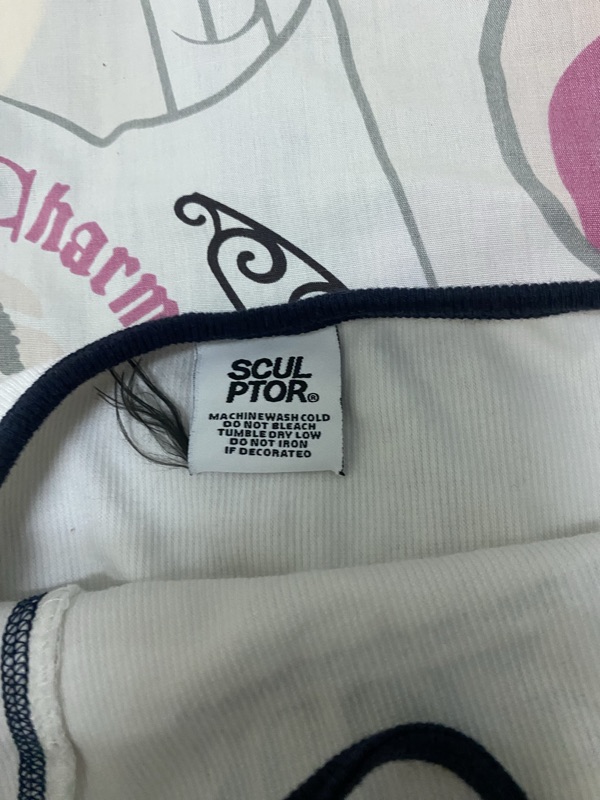 Charm
SCUL
PTOR®
MACHINE WASH COLD
DO NOT BLEACH
TUMBLE DRY LOW
DO NOT IRON
IF DECORATED